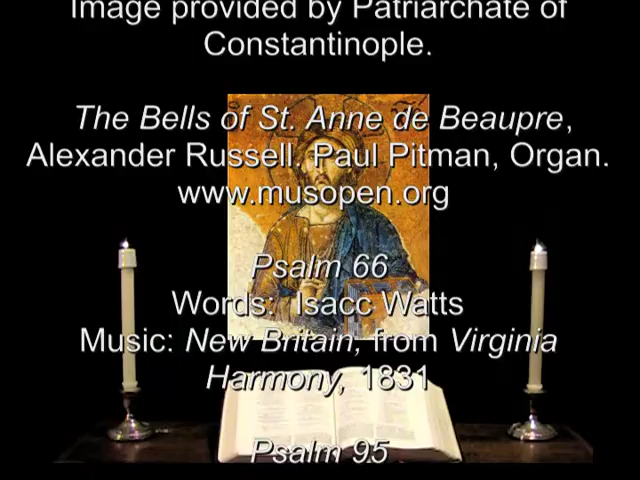 Image provided by Patriarchate of
Constantinople.
The Bells of St. Anne de Beaupre,
Alexander Russell. Paul Pitman, Organ.
www.musopen.org
Psalm 66
Words: Isacc Watts
Music: New Britain, from Virginia
Harmony, 1831
Psalm 95